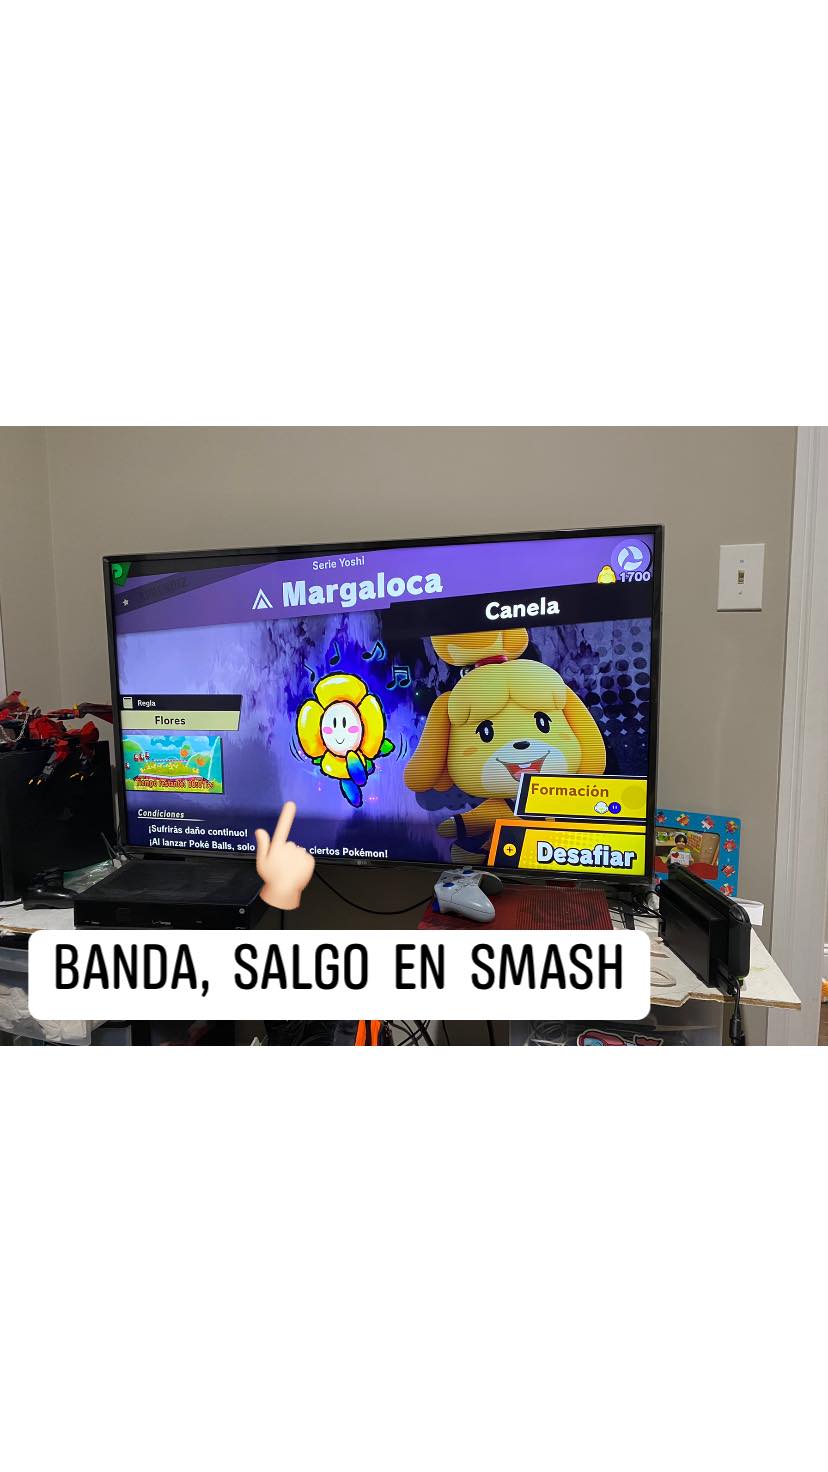 Serie Yoshi
Margaloca
1700
Canela
Regla
Flores
Formación
Condiciones
¡Sufrirás daño continuo!
¡Al lanzar Poké Balls, solo ciertos Pokémon!
Desafiar
LG
BANDA, SALGO EN SMASH